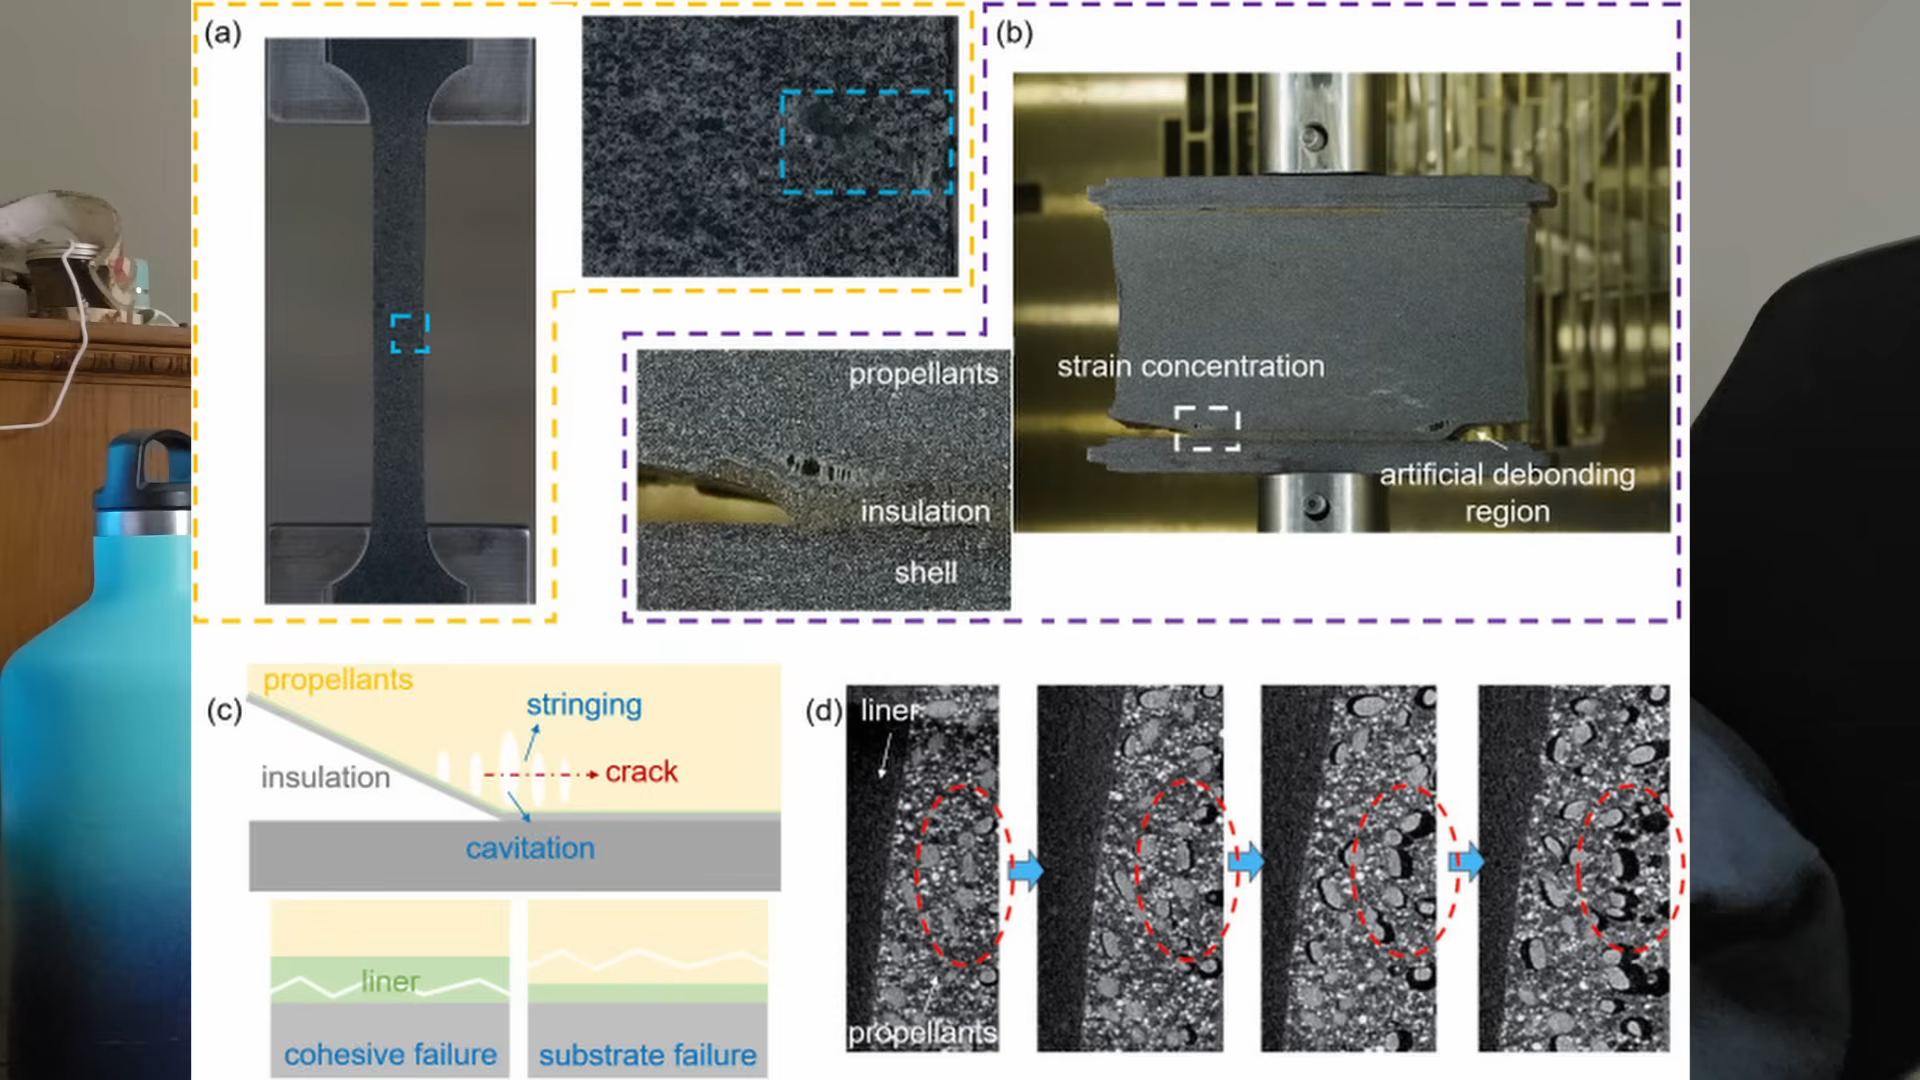 (a)
(b)
strain concentration
artificial debonding
region
propellants
insulation
shell
(c)
propellants
stringing
insulation
crack
cavitation
liner
cohesive failure
substrate failure
(d)
liner
propellants